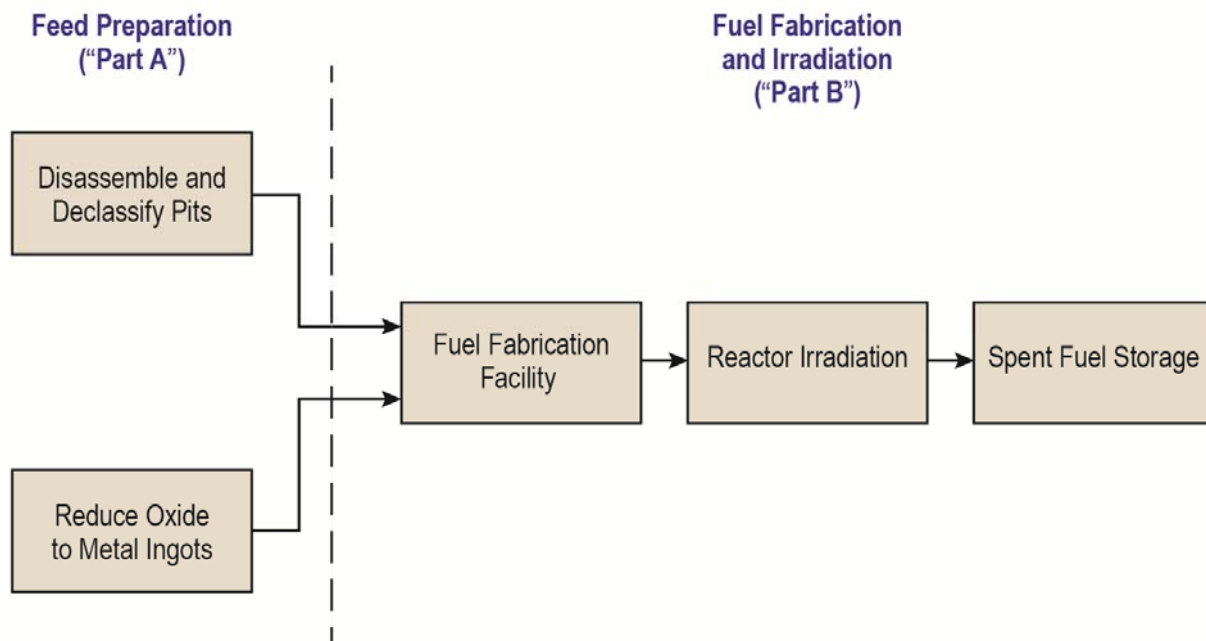 Feed Preparation
(“Part A”)
Fuel Fabrication
and Irradiation
(“Part B”)
Disassemble and
Declassify Pits
Fuel Fabrication
Facility
Reactor Irradiation
Spent Fuel Storage
Reduce Oxide
to Metal Ingots